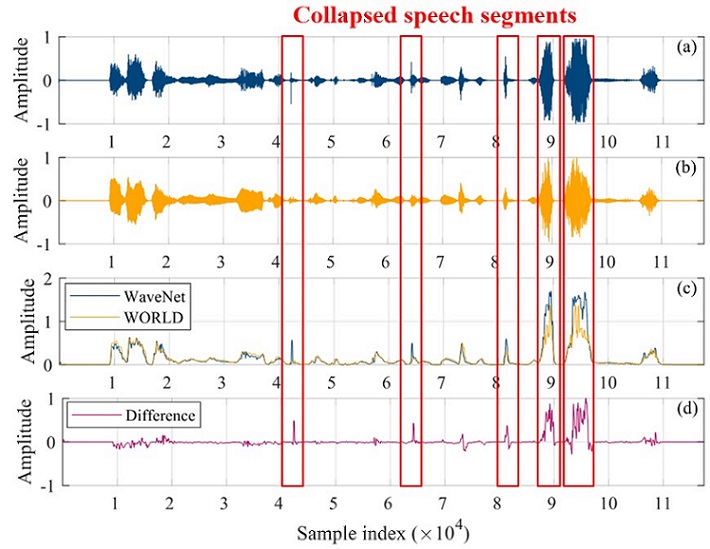 Collapsed speech segments
Amplitude
1
0
-1
(a)
1 2 3 4 5 6 7 8 9 10 11
Amplitude
1
0
-1
(b)
1 2 3 4 5 6 7 8 9 10 11
Amplitude
2
1
0
WaveNet
WORLD
(c)
1 2 3 4 5 6 7 8 9 10 11
Amplitude
1
0
-1
Difference
(d)
1 2 3 4 5 6 7 8 9 10 11
Sample index (×10⁴)